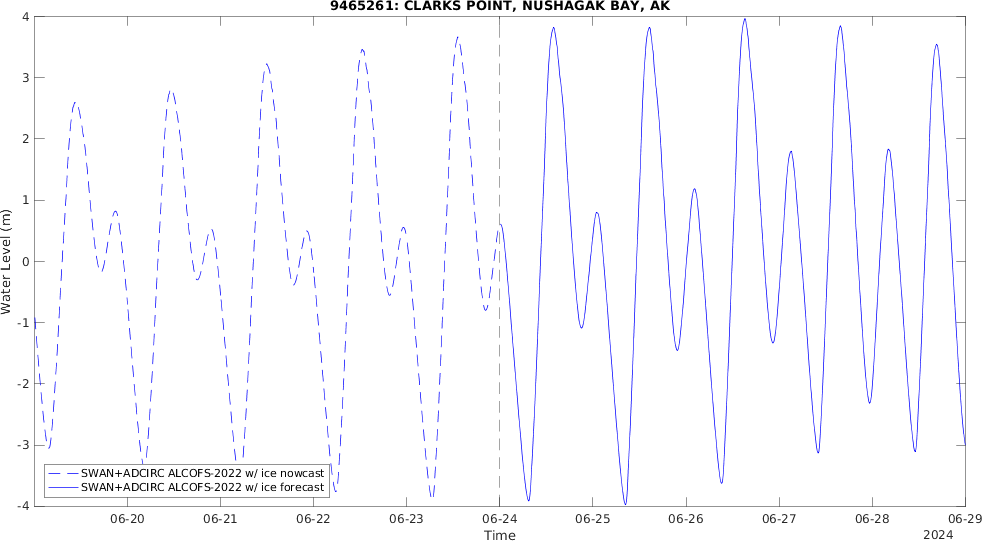 9465261: CLARKS POINT, NUSHAGAK BAY, AK
4
3
2
1
0
-1
-2
-3
-4
Water Level (m)
SWAN+ADCIRC ALCOFS-2022 w/ ice nowcast
SWAN+ADCIRC ALCOFS-2022 w/ ice forecast
06-20 06-21 06-22 06-23 06-24 06-25 06-26 06-27 06-28 06-29
Time
2024